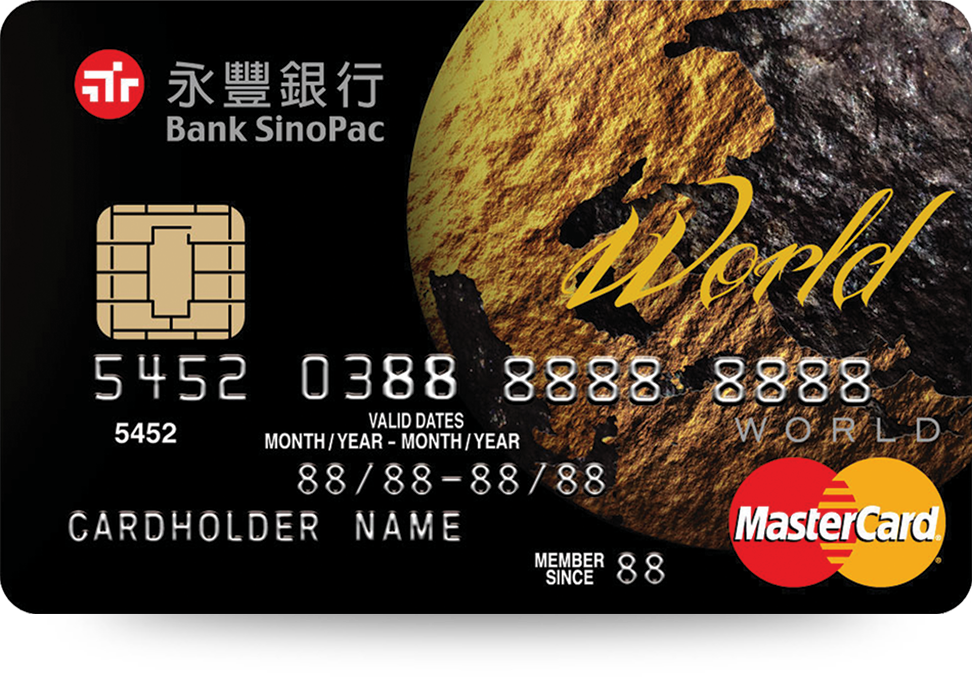 永豐銀行
Bank SinoPac
World
5452 0388 8888 8888
5452
VALID DATES
MONTH/YEAR - MONTH/YEAR
WORLD
88/88-88/88
CARDHOLDER NAME
MasterCard
MEMBER SINCE 88